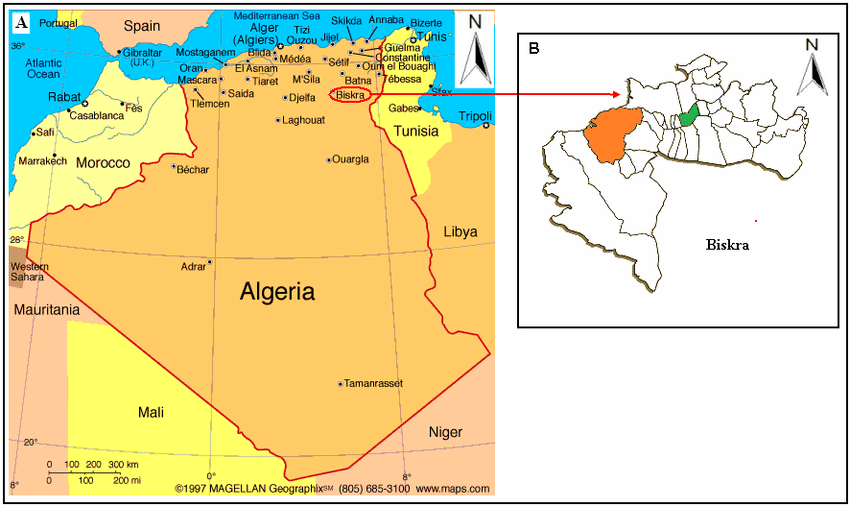 A
Portugal
Spain
Mediterranean Sea
Skikda
Annaba
Bizerte
N
Alger
(Algiers)
Tizi
Ouzou
Jijel
Tunis
Gibraltar
(U.K.)
Mostaganem
Blida
Guelma
Constantine
36°
Atlantic
Ocean
Oran
El Asnam
Médéa
Sétif
Oum el Bouaghi
Mascara
Tiaret
M'Sila
Batna
Tébessa
Tlemcen
Saida
Djelfa
Biskra
Sfax
Rabat
Fès
Casablanca
Gabes
Tripoli
Laghouat
Tunisia
Safi
Marrakech
Morocco
Béchar
Ouargla
28°
Libya
Western
Sahara
Adrar
Algeria
Mauritania
Tamanrasset
Mali
Niger
20°
0 100 200 300 km
0 100 200 mi
8°
0°
8°
©1997 MAGELLAN Geographix℠ (805) 685-3100 www.maps.com
B
N
Biskra